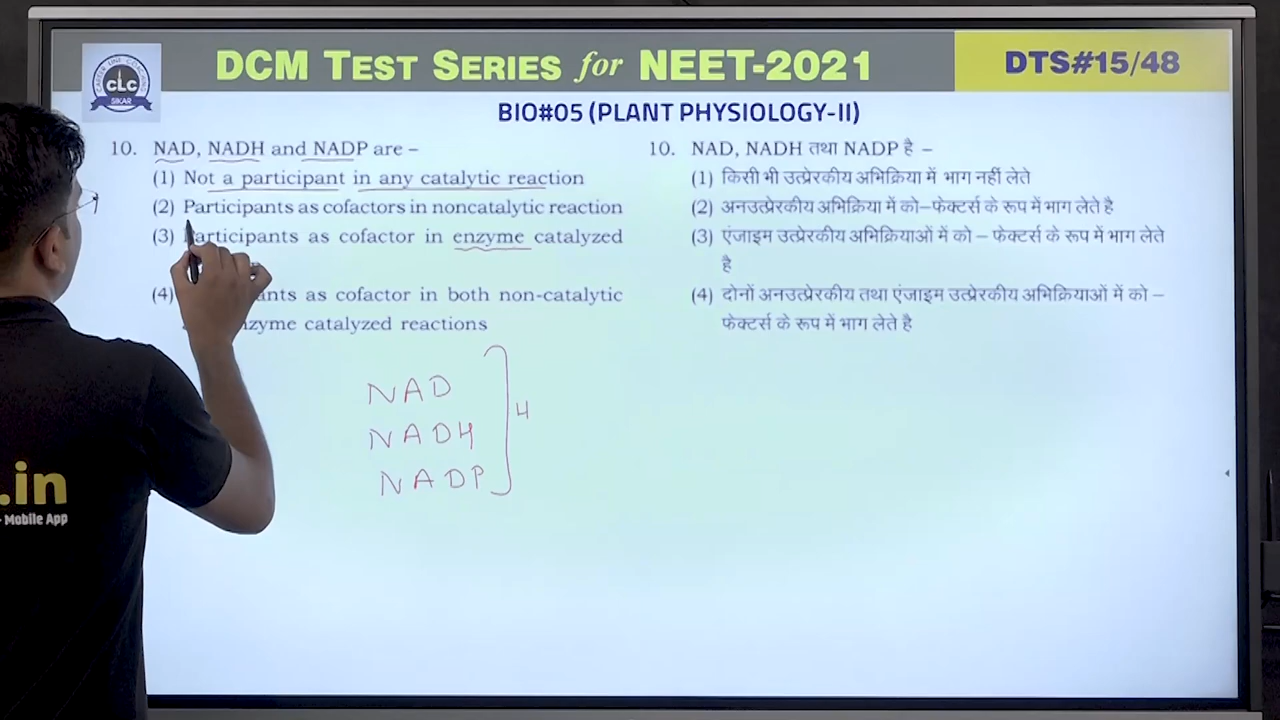 DCM TEST SERIES for NEET-2021
DTS#15/48
CLC
SIKAR
BIO#05 (PLANT PHYSIOLOGY-II)
10. NAD, NADH and NADP are –
(1) Not a participant in any catalytic reaction
(2) Participants as cofactors in noncatalytic reaction
(3) Participants as cofactor in enzyme catalyzed
(4) ants as cofactor in both non-catalytic
enzyme catalyzed reactions
10. NAD, NADH तथा NADP है –
(1) किसी भी उत्प्रेरकीय अभिक्रिया में भाग नहीं लेते
(2) अनउत्प्रेरकीय अभिक्रिया में को–फेक्टर्स के रूप में भाग लेते है
(3) एंजाइम उत्प्रेरकीय अभिक्रियाओं में को – फेक्टर्स के रूप में भाग लेते
है
(4) दोनों अनउत्प्रेरकीय तथा एंजाइम उत्प्रेरकीय अभिक्रियाओं में को –
फेक्टर्स के रूप में भाग लेते है
NAD
NADH
NADP
4
.in
- Mobile App